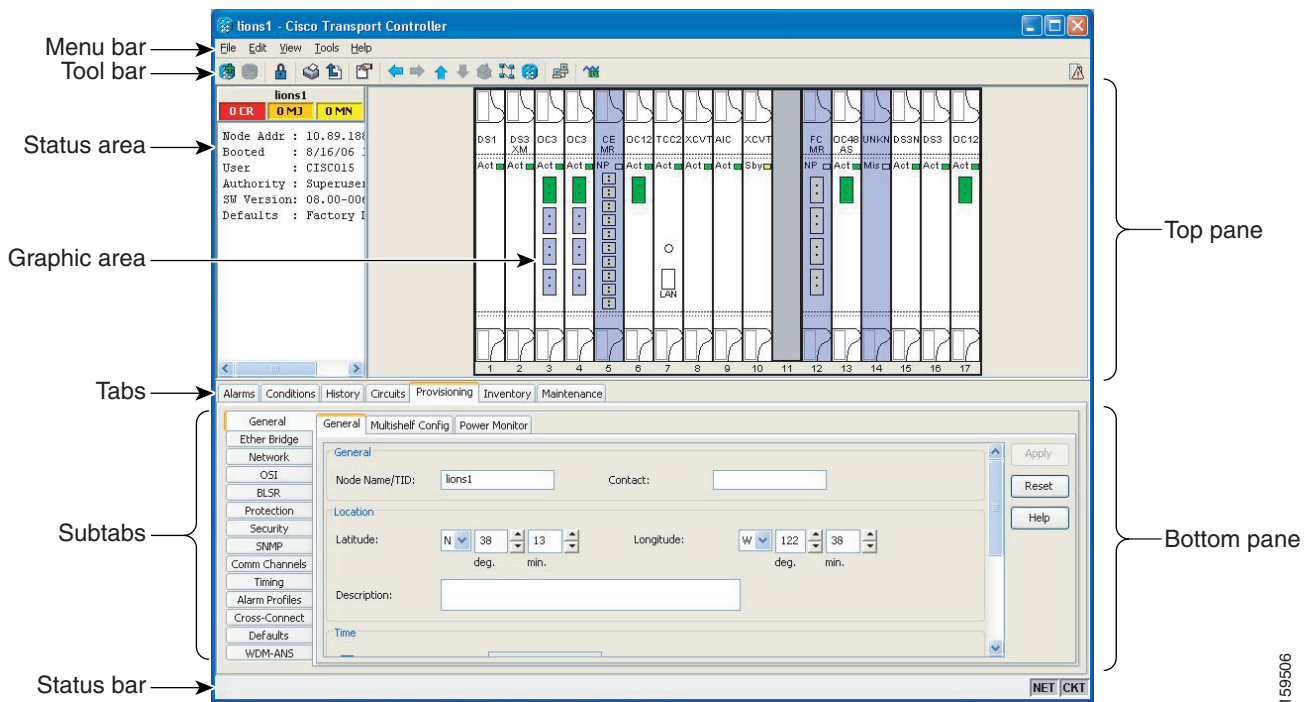 lions1 - Cisco Transport Controller
Menu bar
File Edit View Tools Help
Tool bar
lions1
0 CR 0 MJ 0 MN
Status area
Node Addr : 10.89.188
Booted : 8/16/06
User : CISCO15
Authority : Superuser
SW Version: 08.00-006
Defaults : Factory
DS1 DS3 XM OC3 OC3 CE MR OC12 TCC2 XCVT AIC XCVT FC MR OC48 AS UNKN DS3N DS3 OC12
Act Act Act Act NP Act Act Act Act Sby NP Act Mis Act Act Act
Top pane
Graphic area
LAN
1 2 3 4 5 6 7 8 9 10 11 12 13 14 15 16 17
Tabs
Alarms Conditions History Circuits Provisioning Inventory Maintenance
Subtabs
General
Ether Bridge
Network
OSI
BLSR
Protection
Security
SNMP
Comm Channels
Timing
Alarm Profiles
Cross-Connect
Defaults
WDM-ANS
General Multishelf Config Power Monitor
General
Node Name/TID: lions1 Contact:
Location
Latitude: N 38 13 Longitude: W 122 38
deg. min. deg. min.
Description:
Time
Apply
Reset
Help
Bottom pane
Status bar
NET CKT
159506